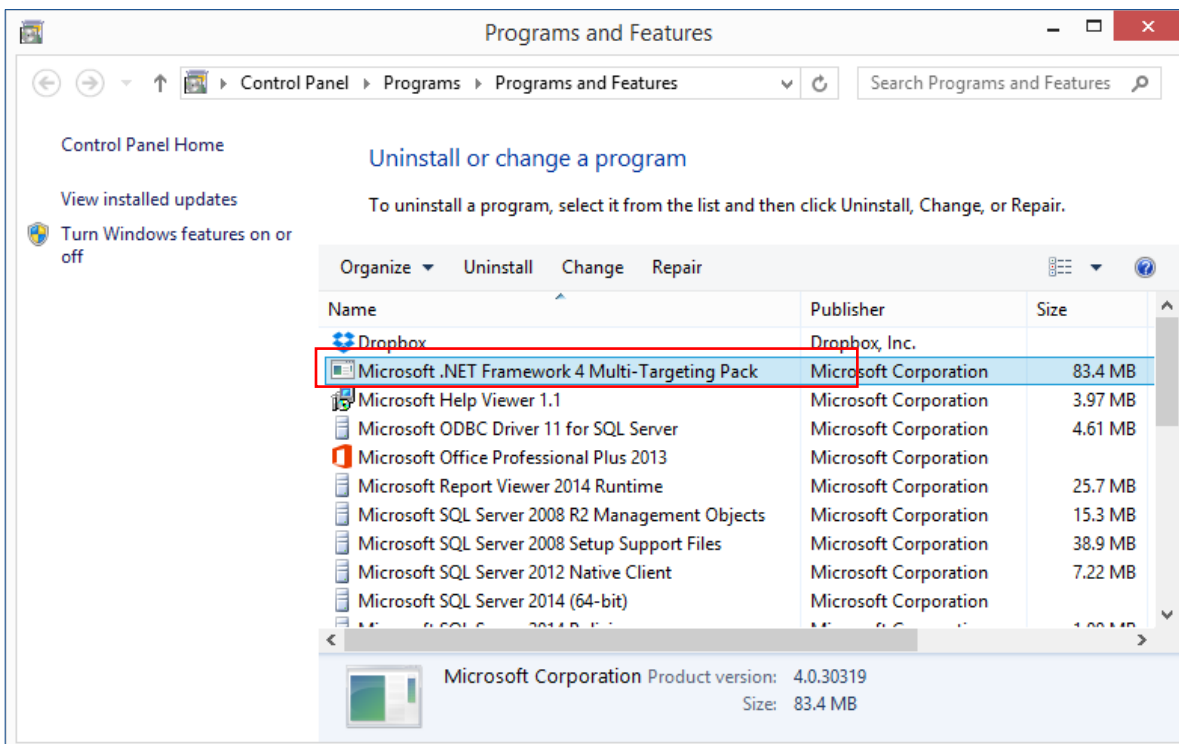 Programs and Features
Control Panel Programs Programs and Features
Search Programs and Features
Control Panel Home
View installed updates
Turn Windows features on or
off
Uninstall or change a program
To uninstall a program, select it from the list and then click Uninstall, Change, or Repair.
Organize Uninstall Change Repair
Name Publisher Size
Dropbox Dropbox, Inc.
Microsoft .NET Framework 4 Multi-Targeting Pack Microsoft Corporation 83.4 MB
Microsoft Help Viewer 1.1 Microsoft Corporation 3.97 MB
Microsoft ODBC Driver 11 for SQL Server Microsoft Corporation 4.61 MB
Microsoft Office Professional Plus 2013 Microsoft Corporation
Microsoft Report Viewer 2014 Runtime Microsoft Corporation 25.7 MB
Microsoft SQL Server 2008 R2 Management Objects Microsoft Corporation 15.3 MB
Microsoft SQL Server 2008 Setup Support Files Microsoft Corporation 38.9 MB
Microsoft SQL Server 2012 Native Client Microsoft Corporation 7.22 MB
Microsoft SQL Server 2014 (64-bit) Microsoft Corporation
Microsoft Corporation Product version: 4.0.30319
Size: 83.4 MB